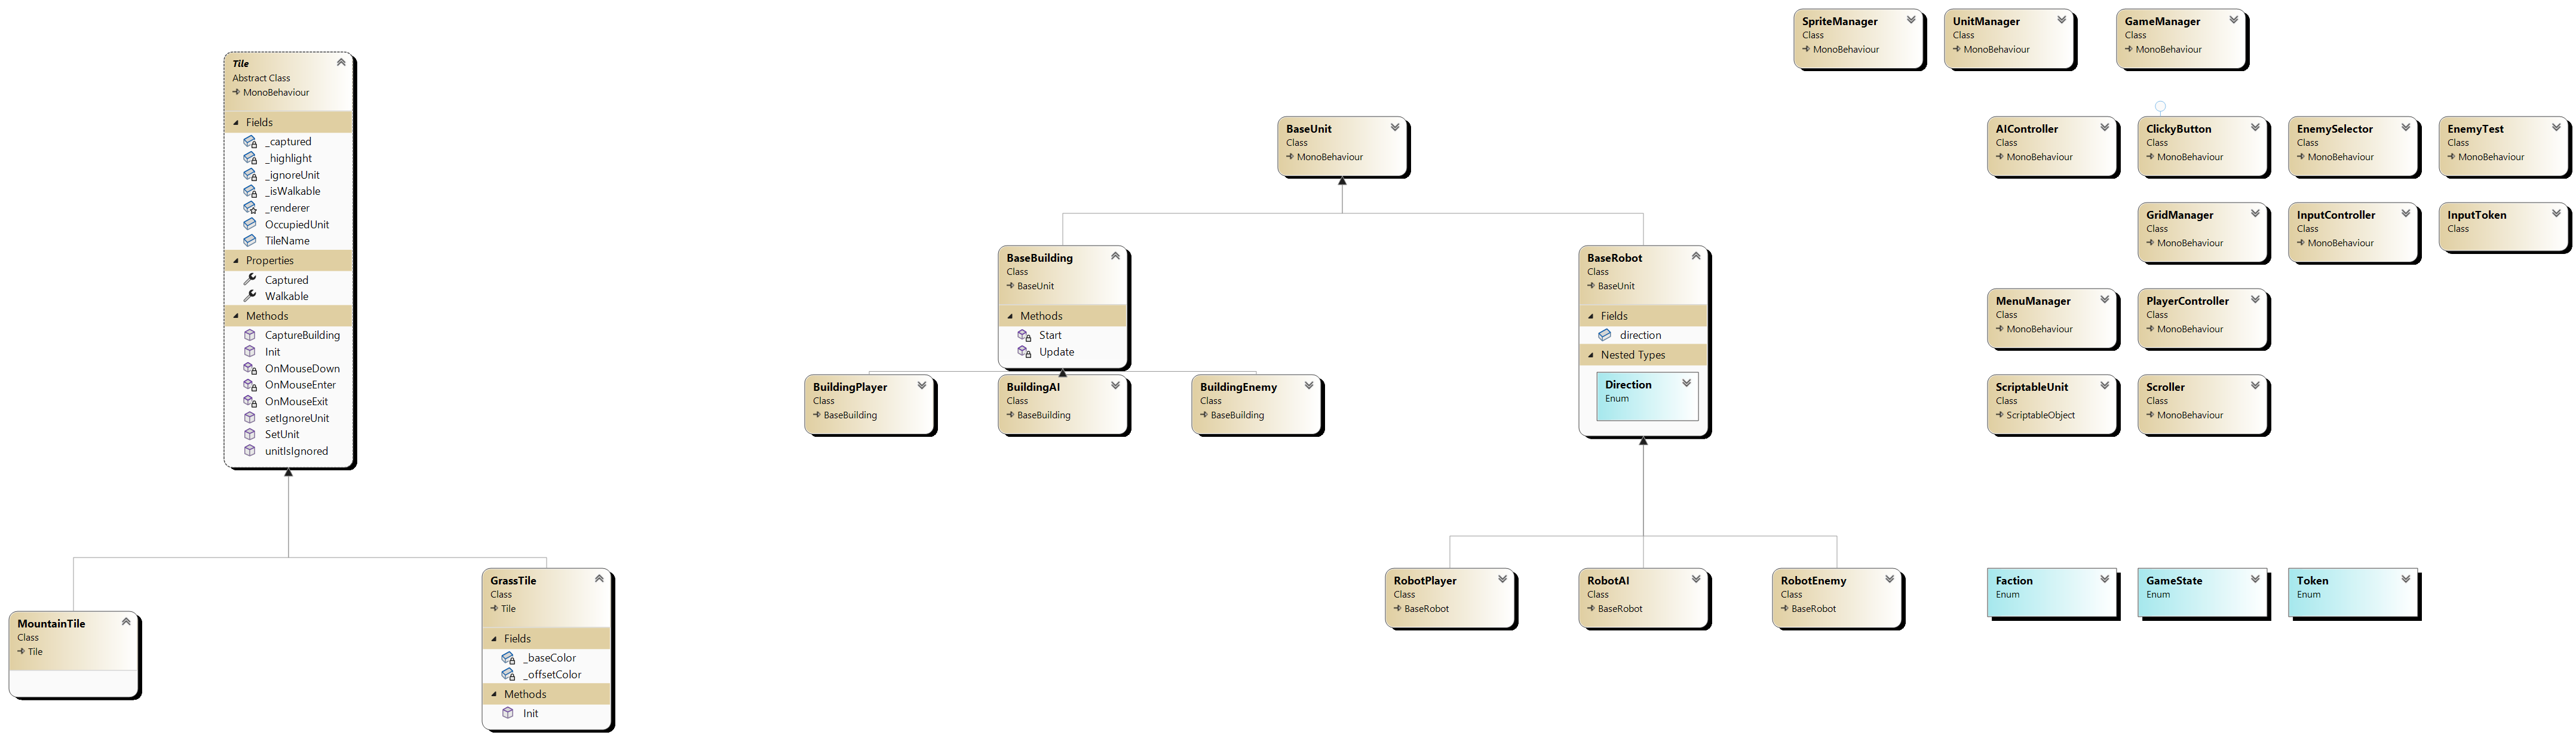 Tile
Abstract Class
MonoBehaviour
Fields
_captured
_highlight
_ignoreUnit
_isWalkable
_renderer
OccupiedUnit
TileName
Properties
Captured
Walkable
Methods
CaptureBuilding
Init
OnMouseDown
OnMouseEnter
OnMouseExit
setIgnoreUnit
SetUnit
unitIsIgnored
MountainTile
Class
Tile
GrassTile
Class
Tile
Fields
_baseColor
_offsetColor
Methods
Init
BaseUnit
Class
MonoBehaviour
BaseBuilding
Class
BaseUnit
Methods
Start
Update
BuildingPlayer
Class
BaseBuilding
BuildingAI
Class
BaseBuilding
BuildingEnemy
Class
BaseBuilding
BaseRobot
Class
BaseUnit
Fields
direction
Nested Types
Direction
Enum
RobotPlayer
Class
BaseRobot
RobotAI
Class
BaseRobot
RobotEnemy
Class
BaseRobot
SpriteManager
Class
MonoBehaviour
UnitManager
Class
MonoBehaviour
GameManager
Class
MonoBehaviour
AIController
Class
MonoBehaviour
ClickyButton
Class
MonoBehaviour
EnemySelector
Class
MonoBehaviour
EnemyTest
Class
MonoBehaviour
GridManager
Class
MonoBehaviour
InputController
Class
MonoBehaviour
InputToken
Class
MenuManager
Class
MonoBehaviour
PlayerController
Class
MonoBehaviour
ScriptableUnit
Class
ScriptableObject
Scroller
Class
MonoBehaviour
Faction
Enum
GameState
Enum
Token
Enum